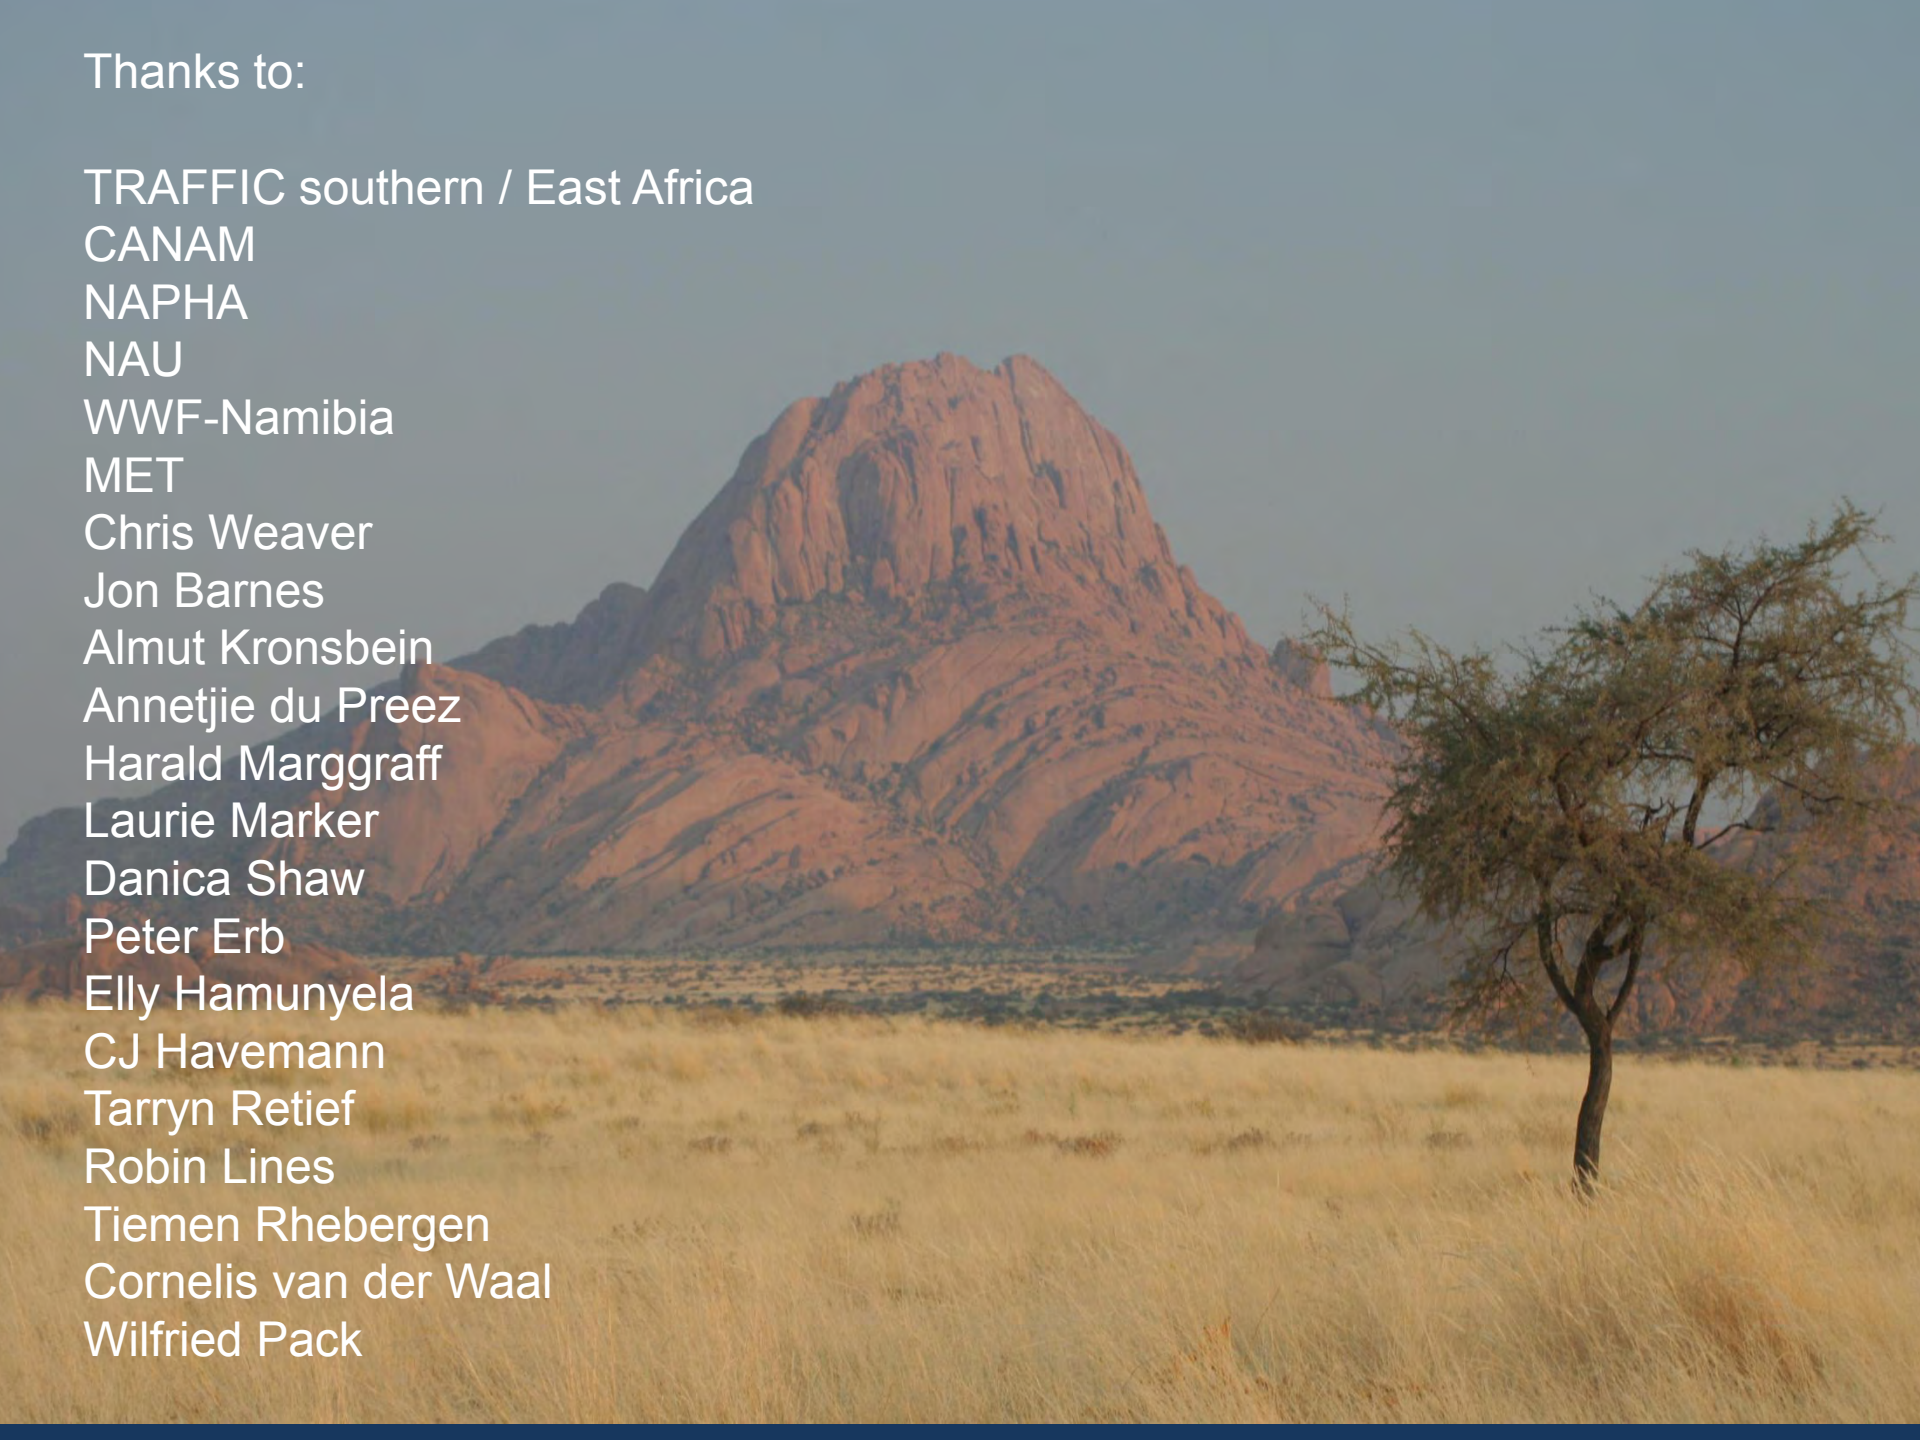 Thanks to:
TRAFFIC southern / East Africa
CANAM
NAPHA
NAU
WWF-Namibia
MET
Chris Weaver
Jon Barnes
Almut Kronsbein
Annetjie du Preez
Harald Marggraff
Laurie Marker
Danica Shaw
Peter Erb
Elly Hamunyela
CJ Havemann
Tarryn Retief
Robin Lines
Tiemen Rhebergen
Cornelis van der Waal
Wilfried Pack